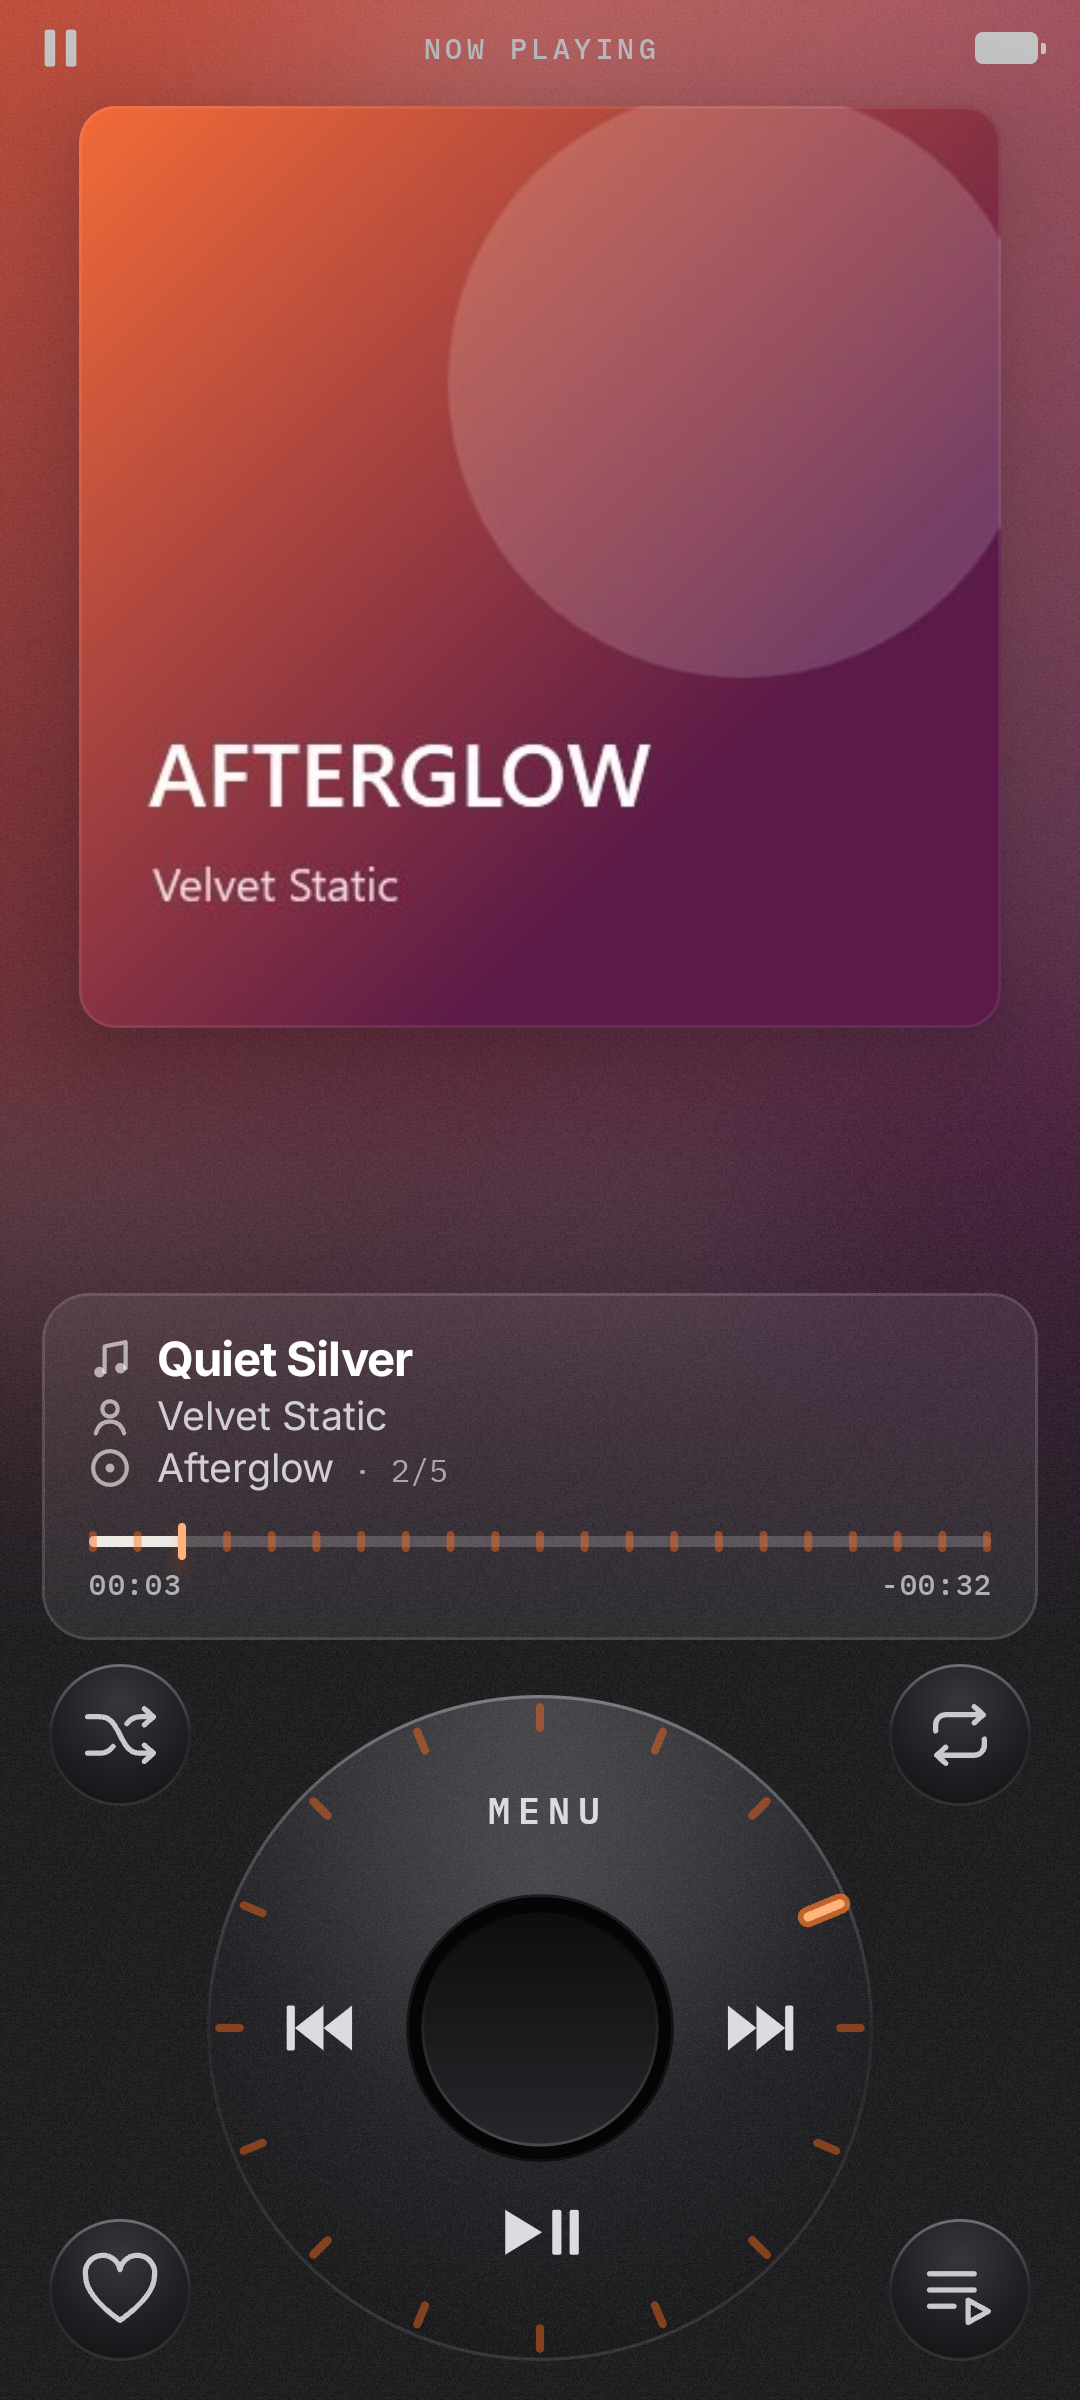 NOW PLAYING
AFTERGLOW
Velvet Static
Quiet Silver
Velvet Static
Afterglow · 2/5
00:03 -00:32
MENU